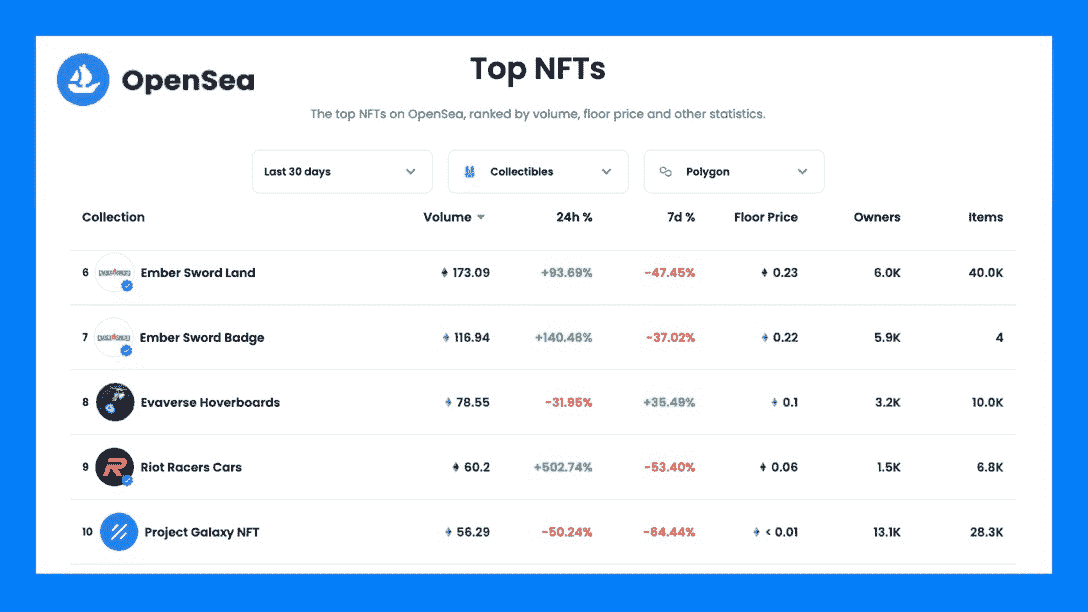 OpenSea
Top NFTs
The top NFTs on OpenSea, ranked by volume, floor price and other statistics.
Last 30 days Collectibles Polygon
Collection Volume 24h % 7d % Floor Price Owners Items
6 Ember Sword Land 173.09 +93.69% -47.45% 0.23 6.0K 40.0K
7 Ember Sword Badge 116.94 +140.46% -37.02% 0.22 5.9K 4
8 Evaverse Hoverboards 78.55 -31.95% +35.49% 0.1 3.2K 10.0K
9 Riot Racers Cars 60.2 +502.74% -53.40% 0.06 1.5K 6.8K
10 Project Galaxy NFT 56.29 -50.24% -64.44% < 0.01 13.1K 28.3K